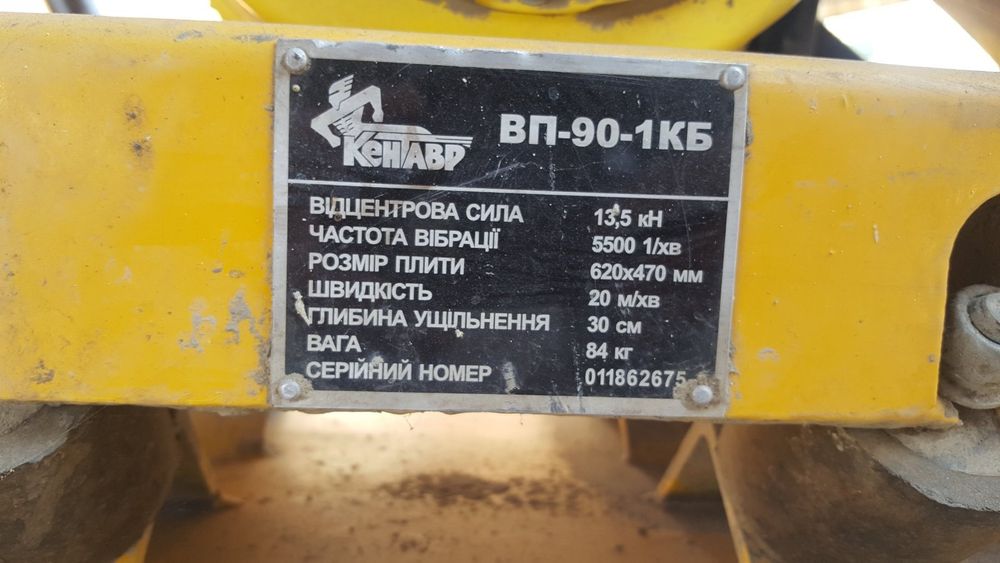 КЕНТАВР
ВП-90-1КБ
ВІДЦЕНТРОВА СИЛА 13,5 кН
ЧАСТОТА ВІБРАЦІЇ 5500 1/хв
РОЗМІР ПЛИТИ 620х470 мм
ШВИДКІСТЬ 20 м/хв
ГЛИБИНА УЩІЛЬНЕННЯ 30 см
ВАГА 84 кг
СЕРІЙНИЙ НОМЕР 011862675